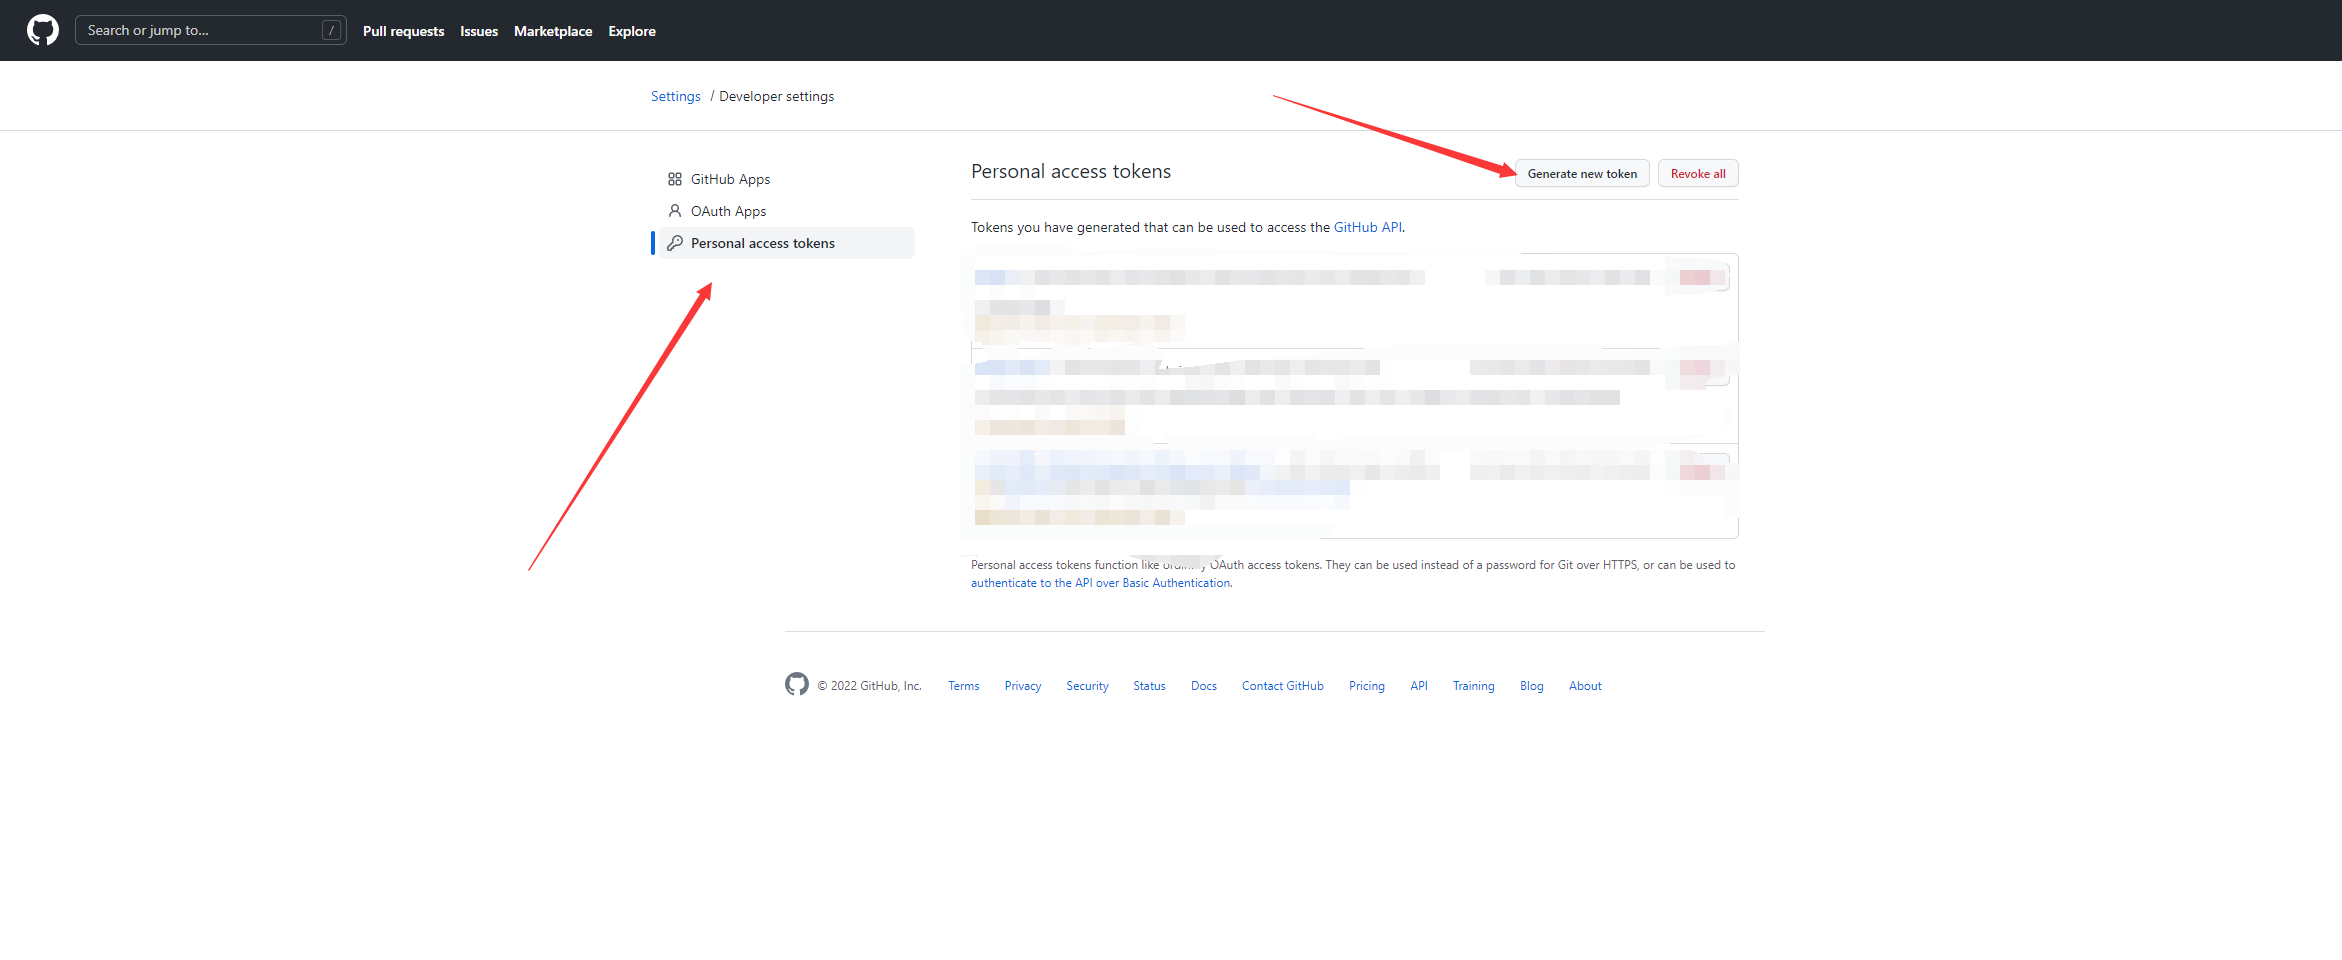 Search or jump to... /
Pull requests Issues Marketplace Explore
Settings / Developer settings
GitHub Apps
OAuth Apps
Personal access tokens
Personal access tokens
Generate new token
Revoke all
Tokens you have generated that can be used to access the GitHub API.
Personal access tokens function like OAuth access tokens. They can be used instead of a password for Git over HTTPS, or can be used to
authenticate to the API over Basic Authentication.
© 2022 GitHub, Inc. Terms Privacy Security Status Docs Contact GitHub Pricing API Training Blog About